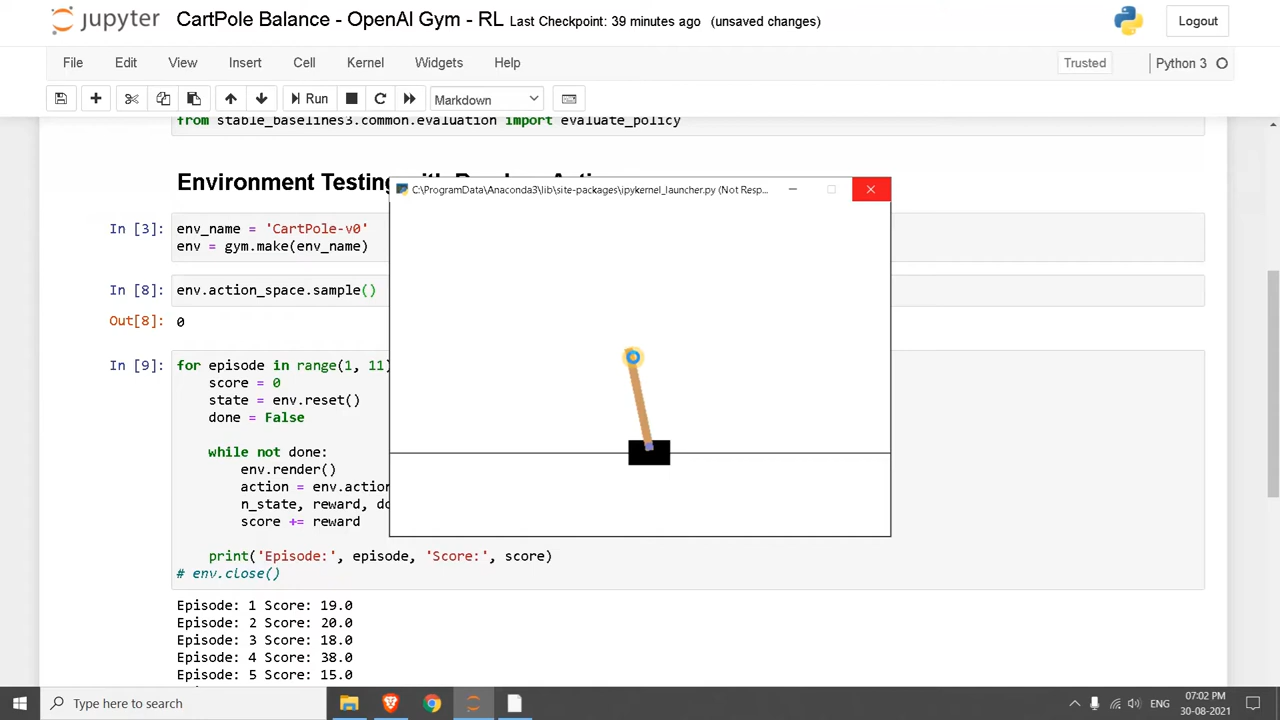 jupyter CartPole Balance - OpenAI Gym - RL Last Checkpoint: 39 minutes ago (unsaved changes) Logout
File Edit View Insert Cell Kernel Widgets Help Trusted Python 3
Run Markdown
from stable_baselines3.common.evaluation import evaluate_policy
Environment Testing with Random Actio
C:\ProgramData\Anaconda3\lib\site-packages\ipykernel_launcher.py (Not Resp...
In [3]: env_name = 'CartPole-v0'
env = gym.make(env_name)
In [8]: env.action_space.sample()
Out[8]: 0
In [9]: for episode in range(1, 11)
score = 0
state = env.reset()
done = False
while not done:
env.render()
action = env.action
n_state, reward, do
score += reward
print('Episode:', episode, 'Score:', score)
# env.close()
Episode: 1 Score: 19.0
Episode: 2 Score: 20.0
Episode: 3 Score: 18.0
Episode: 4 Score: 38.0
Episode: 5 Score: 15.0
Type here to search
ENG
07:02 PM
30-08-2021